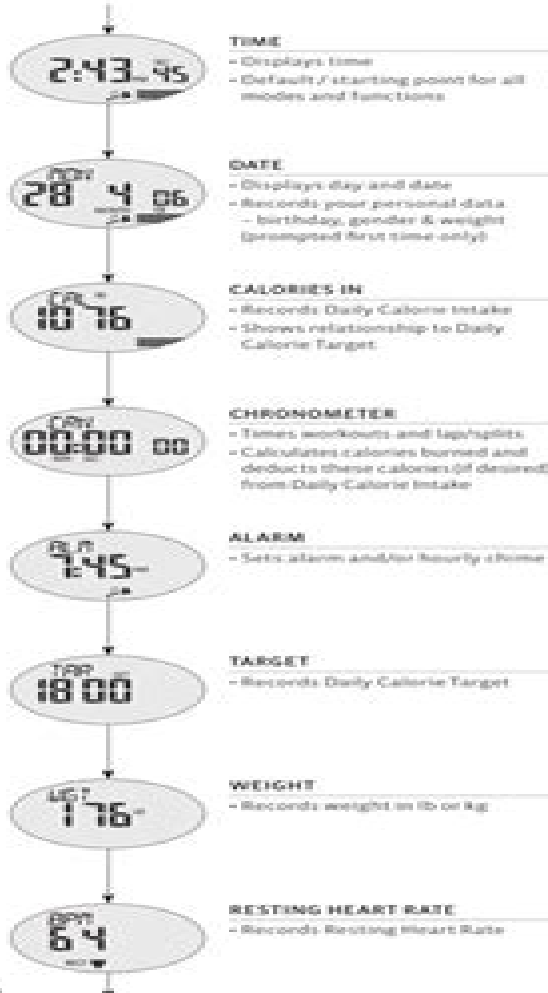 2:43 45
TIME
- Displays time
- Default / starting point for all
modes and functions
MON
28 4 06
DATE
- Displays day and date
- Records your personal data
- birthday, gender & weight
(prompted first time only)
CAL
1076
CALORIES IN
- Records Daily Calorie Intake
- Shows relationship to Daily
Calorie Target
00:00 00
CHRONOMETER
- Times workouts and lap/splits
- Calculates calories burned and
deducts these calories (if desired)
from Daily Calorie Intake
ALM
7:45
ALARM
- Sets alarm and/or hourly chime
TAR
1800
TARGET
- Records Daily Calorie Target
WGT
176
WEIGHT
- Records weight in lb or kg
BPM
64
RESTING HEART RATE
- Records Resting Heart Rate